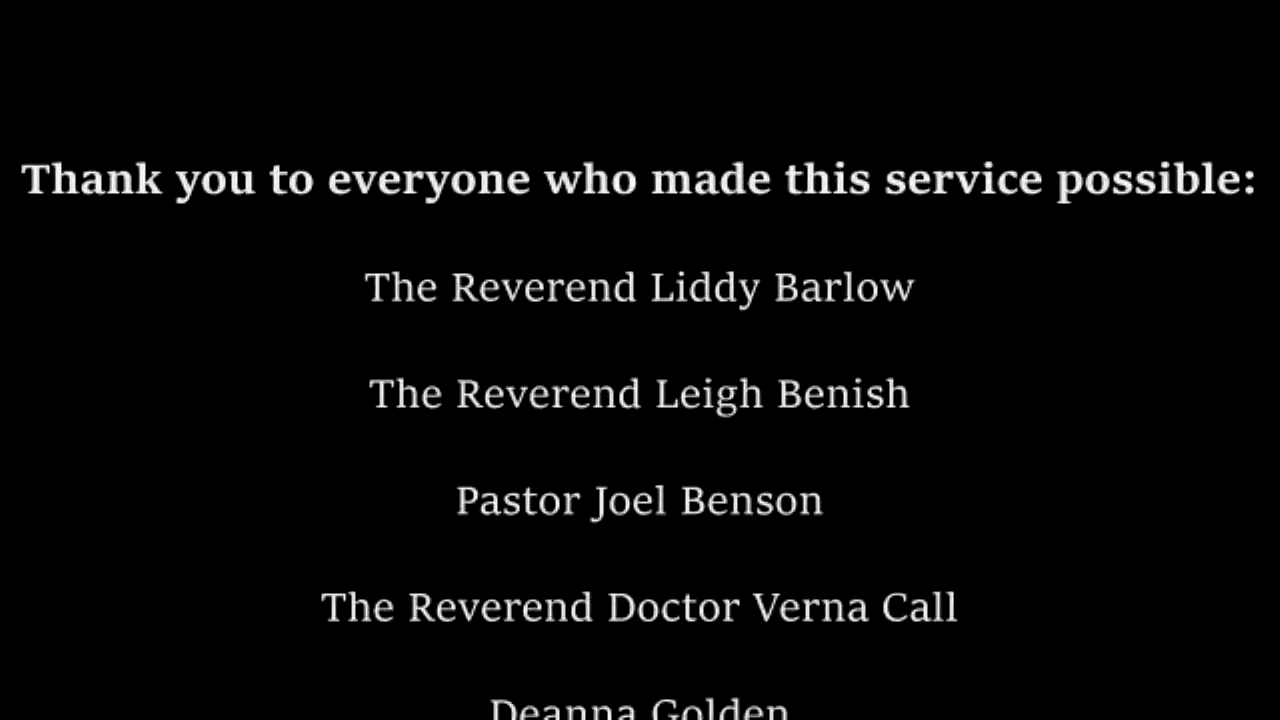 Thank you to everyone who made this service possible:
The Reverend Liddy Barlow
The Reverend Leigh Benish
Pastor Joel Benson
The Reverend Doctor Verna Call
Deanna Golden